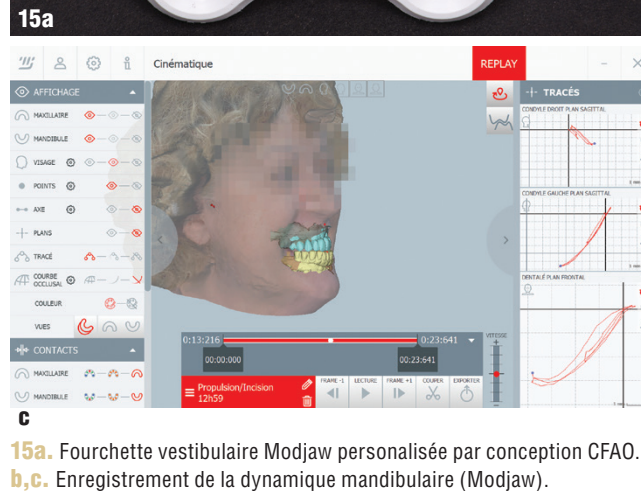 15a
Cinématique
REPLAY
AFFICHAGE
TRACÉS
MAXILLAIRE
CONDYLE DROIT PLAN SAGITTAL
MANDIBULE
VISAGE
POINTS
AXE
CONDYLE GAUCHE PLAN SAGITTAL
PLANS
TRACÉ
COURBE
OCCLUSAL
DENTALÉ PLAN FRONTAL
COULEUR
VUES
0:13:216
0:23:641
VITESSE
CONTACTS
00:00:000
00:23:641
MAXILLAIRE
Propulsion/Incision
12h59
FRAME -1
LECTURE
FRAME +1
COUPER
EXPORTER
MANDIBULE
c
15a. Fourchette vestibulaire Modjaw personalisée par conception CFAO.
b,c. Enregistrement de la dynamique mandibulaire (Modjaw).